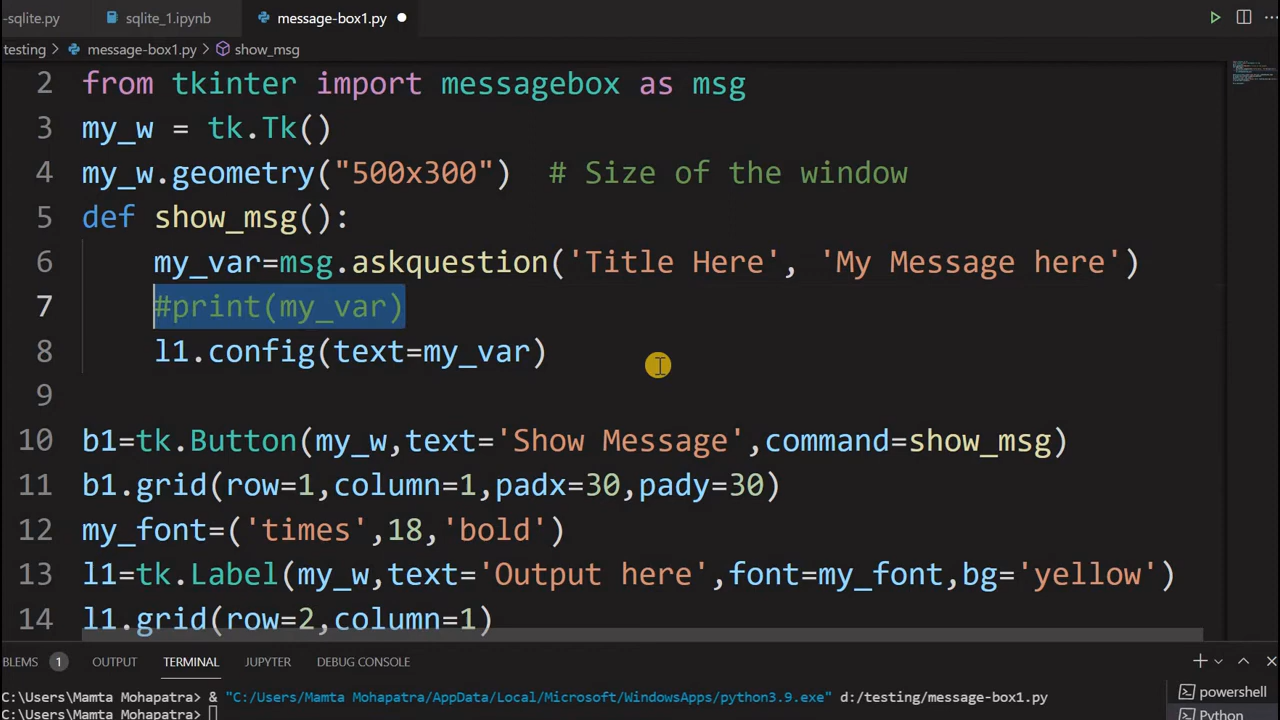 -sqlite.py sqlite_1.ipynb message-box1.py
testing > message-box1.py > show_msg
2 from tkinter import messagebox as msg
3 my_w = tk.Tk()
4 my_w.geometry("500x300")  # Size of the window
5 def show_msg():
6     my_var=msg.askquestion('Title Here', 'My Message here')
7     #print(my_var)
8     l1.config(text=my_var)
9
10 b1=tk.Button(my_w,text='Show Message',command=show_msg)
11 b1.grid(row=1,column=1,padx=30,pady=30)
12 my_font=('times',18,'bold')
13 l1=tk.Label(my_w,text='Output here',font=my_font,bg='yellow')
14 l1.grid(row=2,column=1)
BLEMS 1 OUTPUT TERMINAL JUPYTER DEBUG CONSOLE
C:\Users\Mamta Mohapatra> & "C:/Users/Mamta Mohapatra/AppData/Local/Microsoft/WindowsApps/python3.9.exe" d:/testing/message-box1.py
C:\Users\Mamta Mohapatra>
powershell
Python